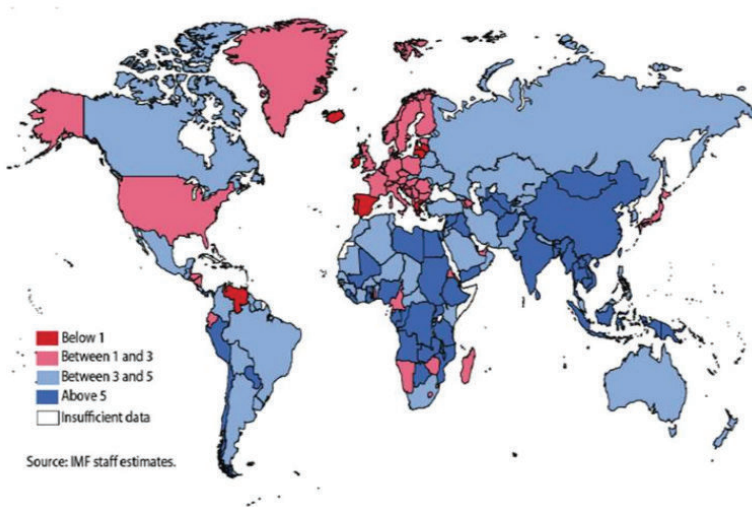 Below 1
Between 1 and 3
Between 3 and 5
Above 5
Insufficient data
Source: IMF staff estimates.